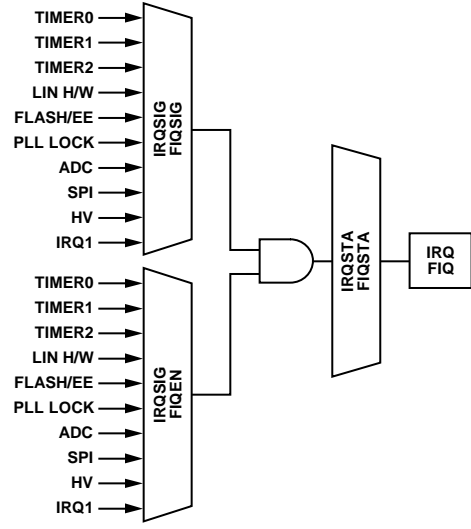 TIMER0
TIMER1
TIMER2
LIN H/W
FLASH/EE
PLL LOCK
ADC
SPI
HV
IRQ1
IRQSIG
FIQSIG
TIMER0
TIMER1
TIMER2
LIN H/W
FLASH/EE
PLL LOCK
ADC
SPI
HV
IRQ1
IRQSIG
FIQEN
IRQSTA
FIQSTA
IRQ
FIQ